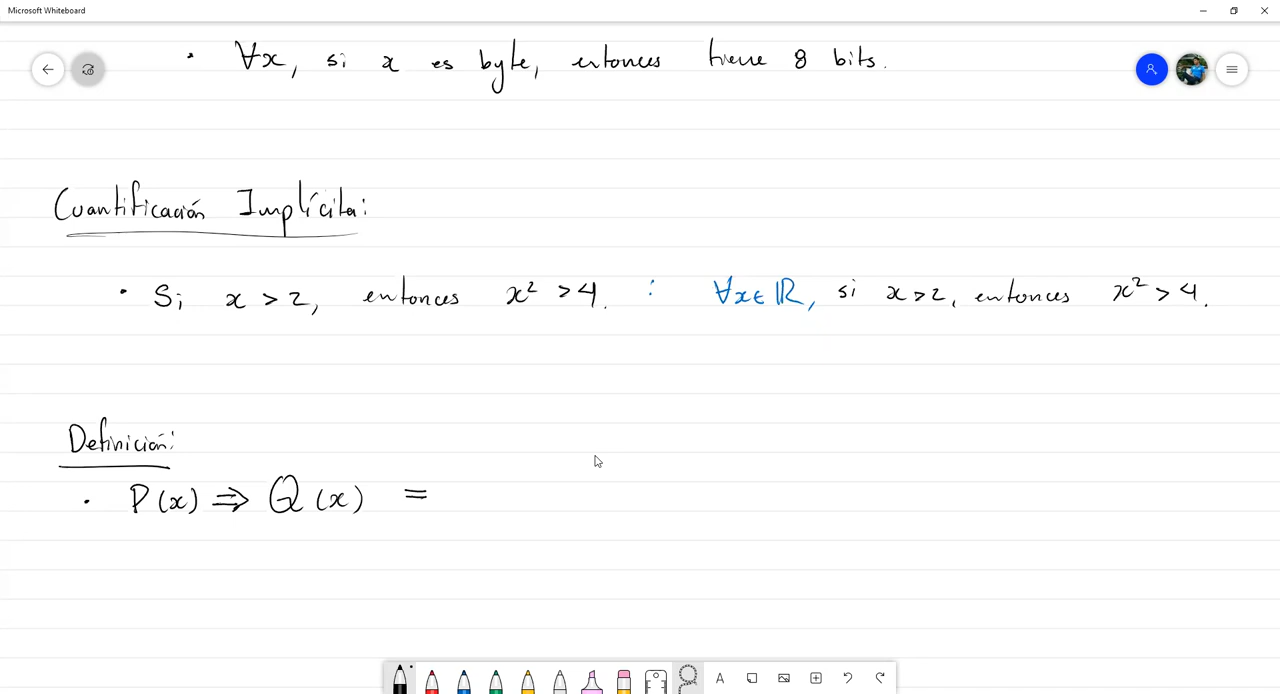 Microsoft Whiteboard
· ∀x, si x es byte, entonces tiene 8 bits.
Cuantificación Implícita:
· Si x > 2, entonces x² > 4. : ∀x ∈ ℝ, si x > 2, entonces x² > 4.
Definición:
· P(x) ⇒ Q(x) =
A